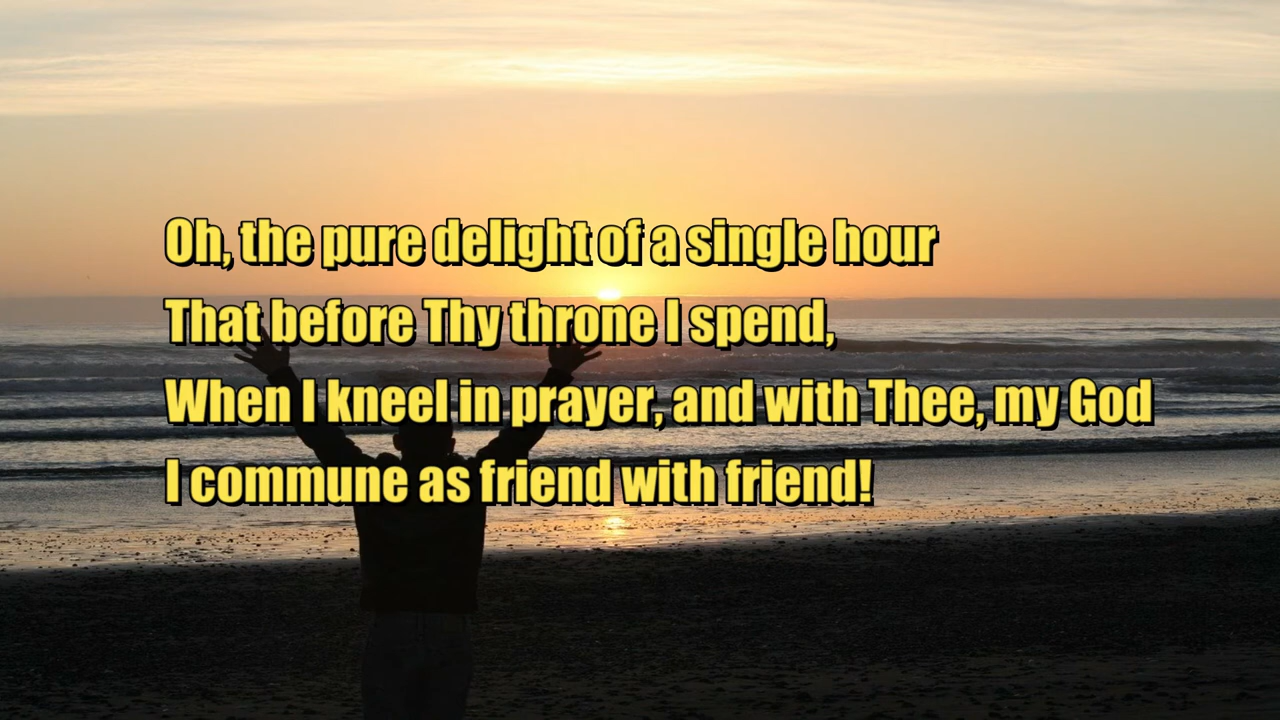 Oh, the pure delight of a single hour
That before Thy throne I spend,
When I kneel in prayer, and with Thee, my God
I commune as friend with friend!